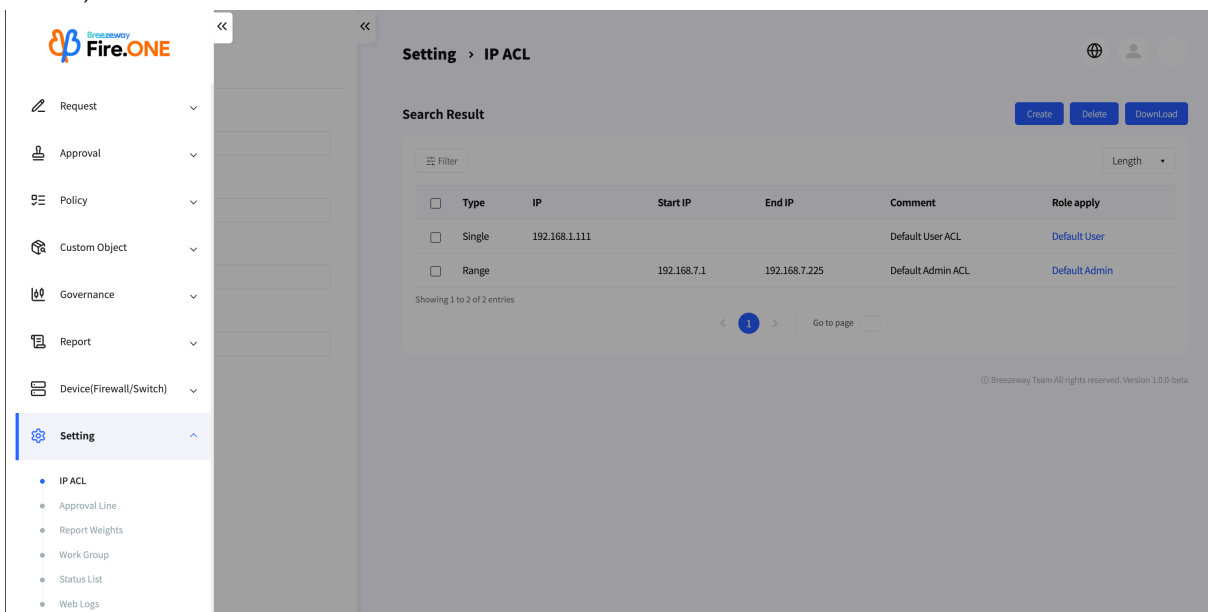 Breezeway
Fire.ONE
Request
Approval
Policy
Custom Object
Governance
Report
Device(Firewall/Switch)
Setting
IP ACL
Approval Line
Report Weights
Work Group
Status List
Web Logs
Setting > IP ACL
Search Result
Create Delete DownLoad
Filter Length
Type IP Start IP End IP Comment Role apply
Single 192.168.1.111 Default User ACL Default User
Range 192.168.7.1 192.168.7.225 Default Admin ACL Default Admin
Showing 1 to 2 of 2 entries
< 1 > Go to page
ⓒ Breezeway Team All rights reserved. Version 1.0.0-beta